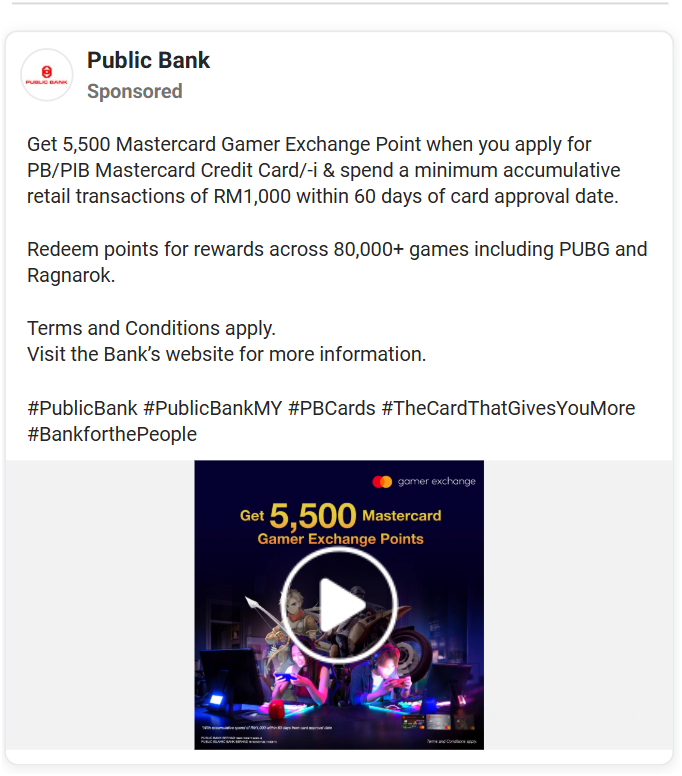 PUBLIC BANK
Public Bank
Sponsored
Get 5,500 Mastercard Gamer Exchange Point when you apply for
PB/PIB Mastercard Credit Card/-i & spend a minimum accumulative
retail transactions of RM1,000 within 60 days of card approval date.
Redeem points for rewards across 80,000+ games including PUBG and
Ragnarok.
Terms and Conditions apply.
Visit the Bank’s website for more information.
#PublicBank #PublicBankMY #PBCards #TheCardThatGivesYouMore
#BankforthePeople
gamer exchange
Get 5,500 Mastercard
Gamer Exchange Points
*With accumulative spend of RM1,000 within 60 days from card approval date
PUBLIC BANK BERHAD
PUBLIC ISLAMIC BANK BERHAD
Terms and Conditions apply.